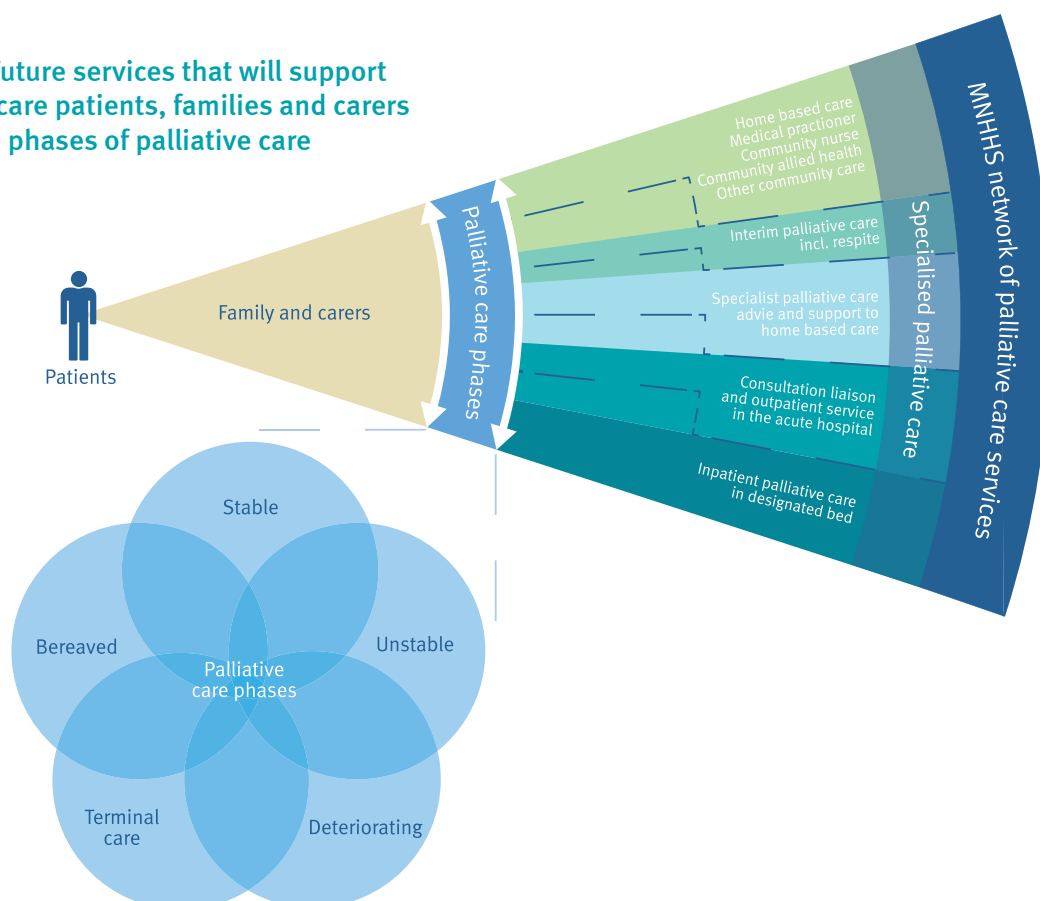 future services that will support
care patients, families and carers
phases of palliative care
Patients
Family and carers
Palliative care phases
Home based care
Medical practioner
Community nurse
Community allied health
Other community care
Interim palliative care
incl. respite
Specialist palliative care
advie and support to
home based care
Consultation liaison
and outpatient service
in the acute hospital
Inpatient palliative care
in designated bed
Specialised palliative care
MNHHS network of palliative care services
Stable
Bereaved
Unstable
Palliative
care phases
Terminal
care
Deteriorating